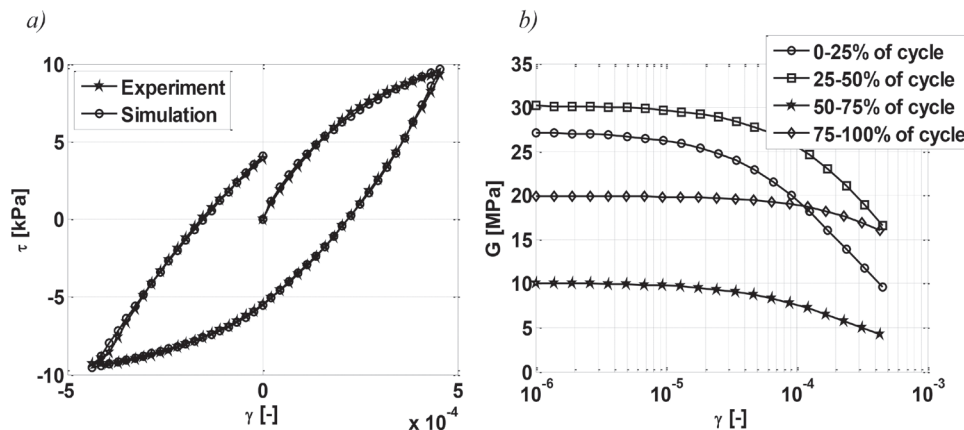 a)
Experiment
Simulation
10
5
0
-5
-10
τ [kPa]
-5
0
5
γ [-]
x 10⁻⁴
b)
0-25% of cycle
25-50% of cycle
50-75% of cycle
75-100% of cycle
35
30
25
20
15
10
5
0
G [MPa]
10⁻⁶
10⁻⁵
10⁻⁴
10⁻³
γ [-]